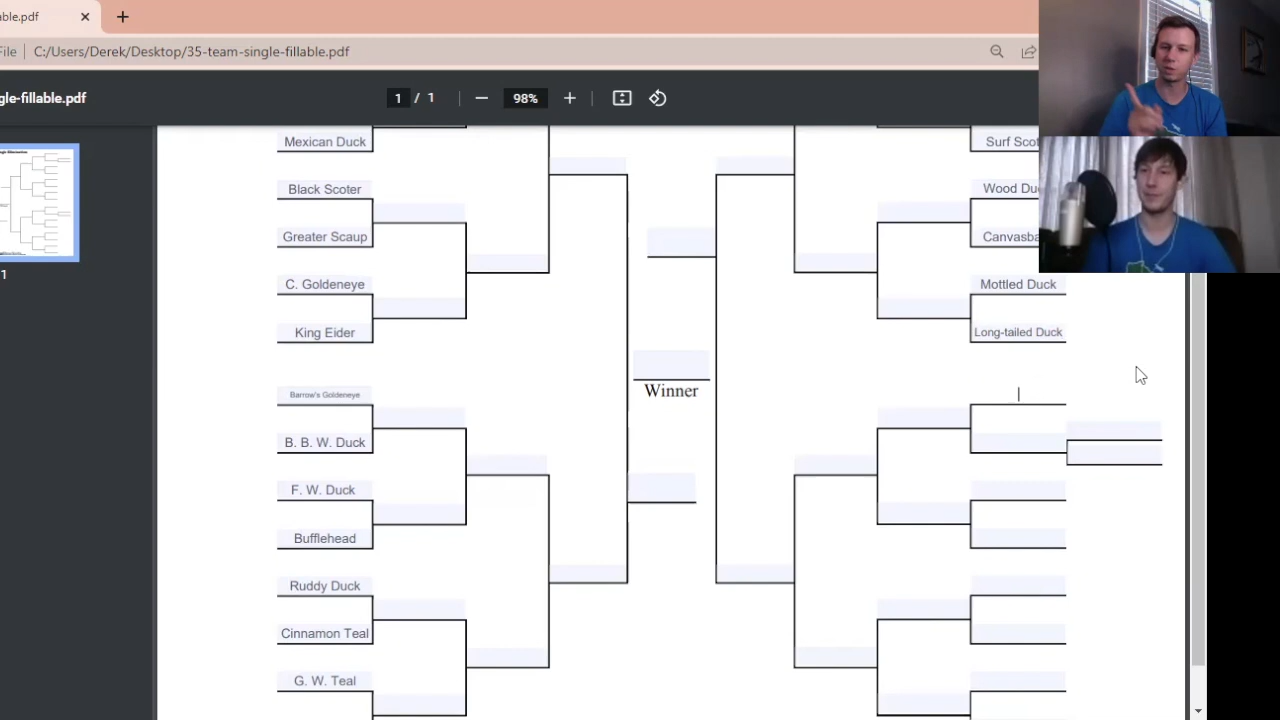 ble.pdf
File C:/Users/Derek/Desktop/35-team-single-fillable.pdf
gle-fillable.pdf
1 / 1
98%
1
Mexican Duck
Black Scoter
Greater Scaup
C. Goldeneye
King Eider
Barrow's Goldeneye
B. B. W. Duck
F. W. Duck
Bufflehead
Ruddy Duck
Cinnamon Teal
G. W. Teal
Winner
Surf Scot
Wood Du
Canvasba
Mottled Duck
Long-tailed Duck